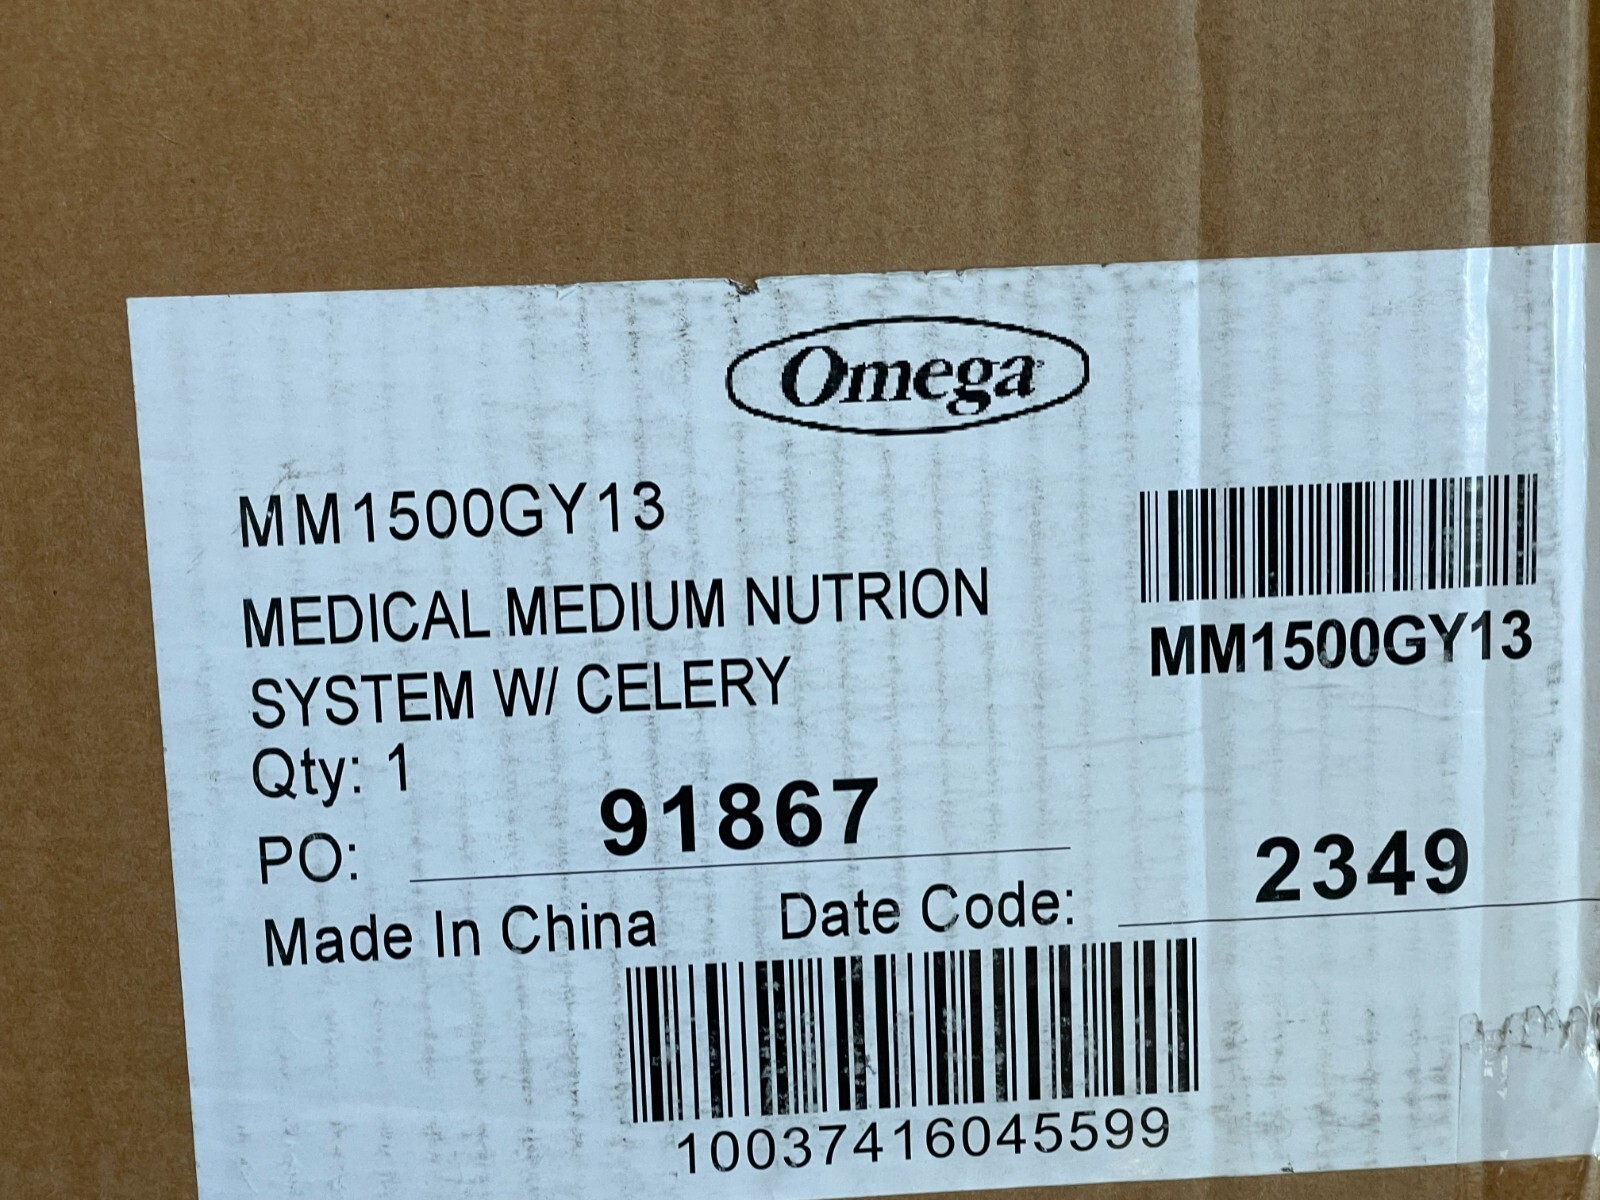 Omega
MM1500GY13
MEDICAL MEDIUM NUTRION
SYSTEM W/ CELERY
MM1500GY13
Qty: 1
PO: 91867
Made In China Date Code: 2349
10037416045599